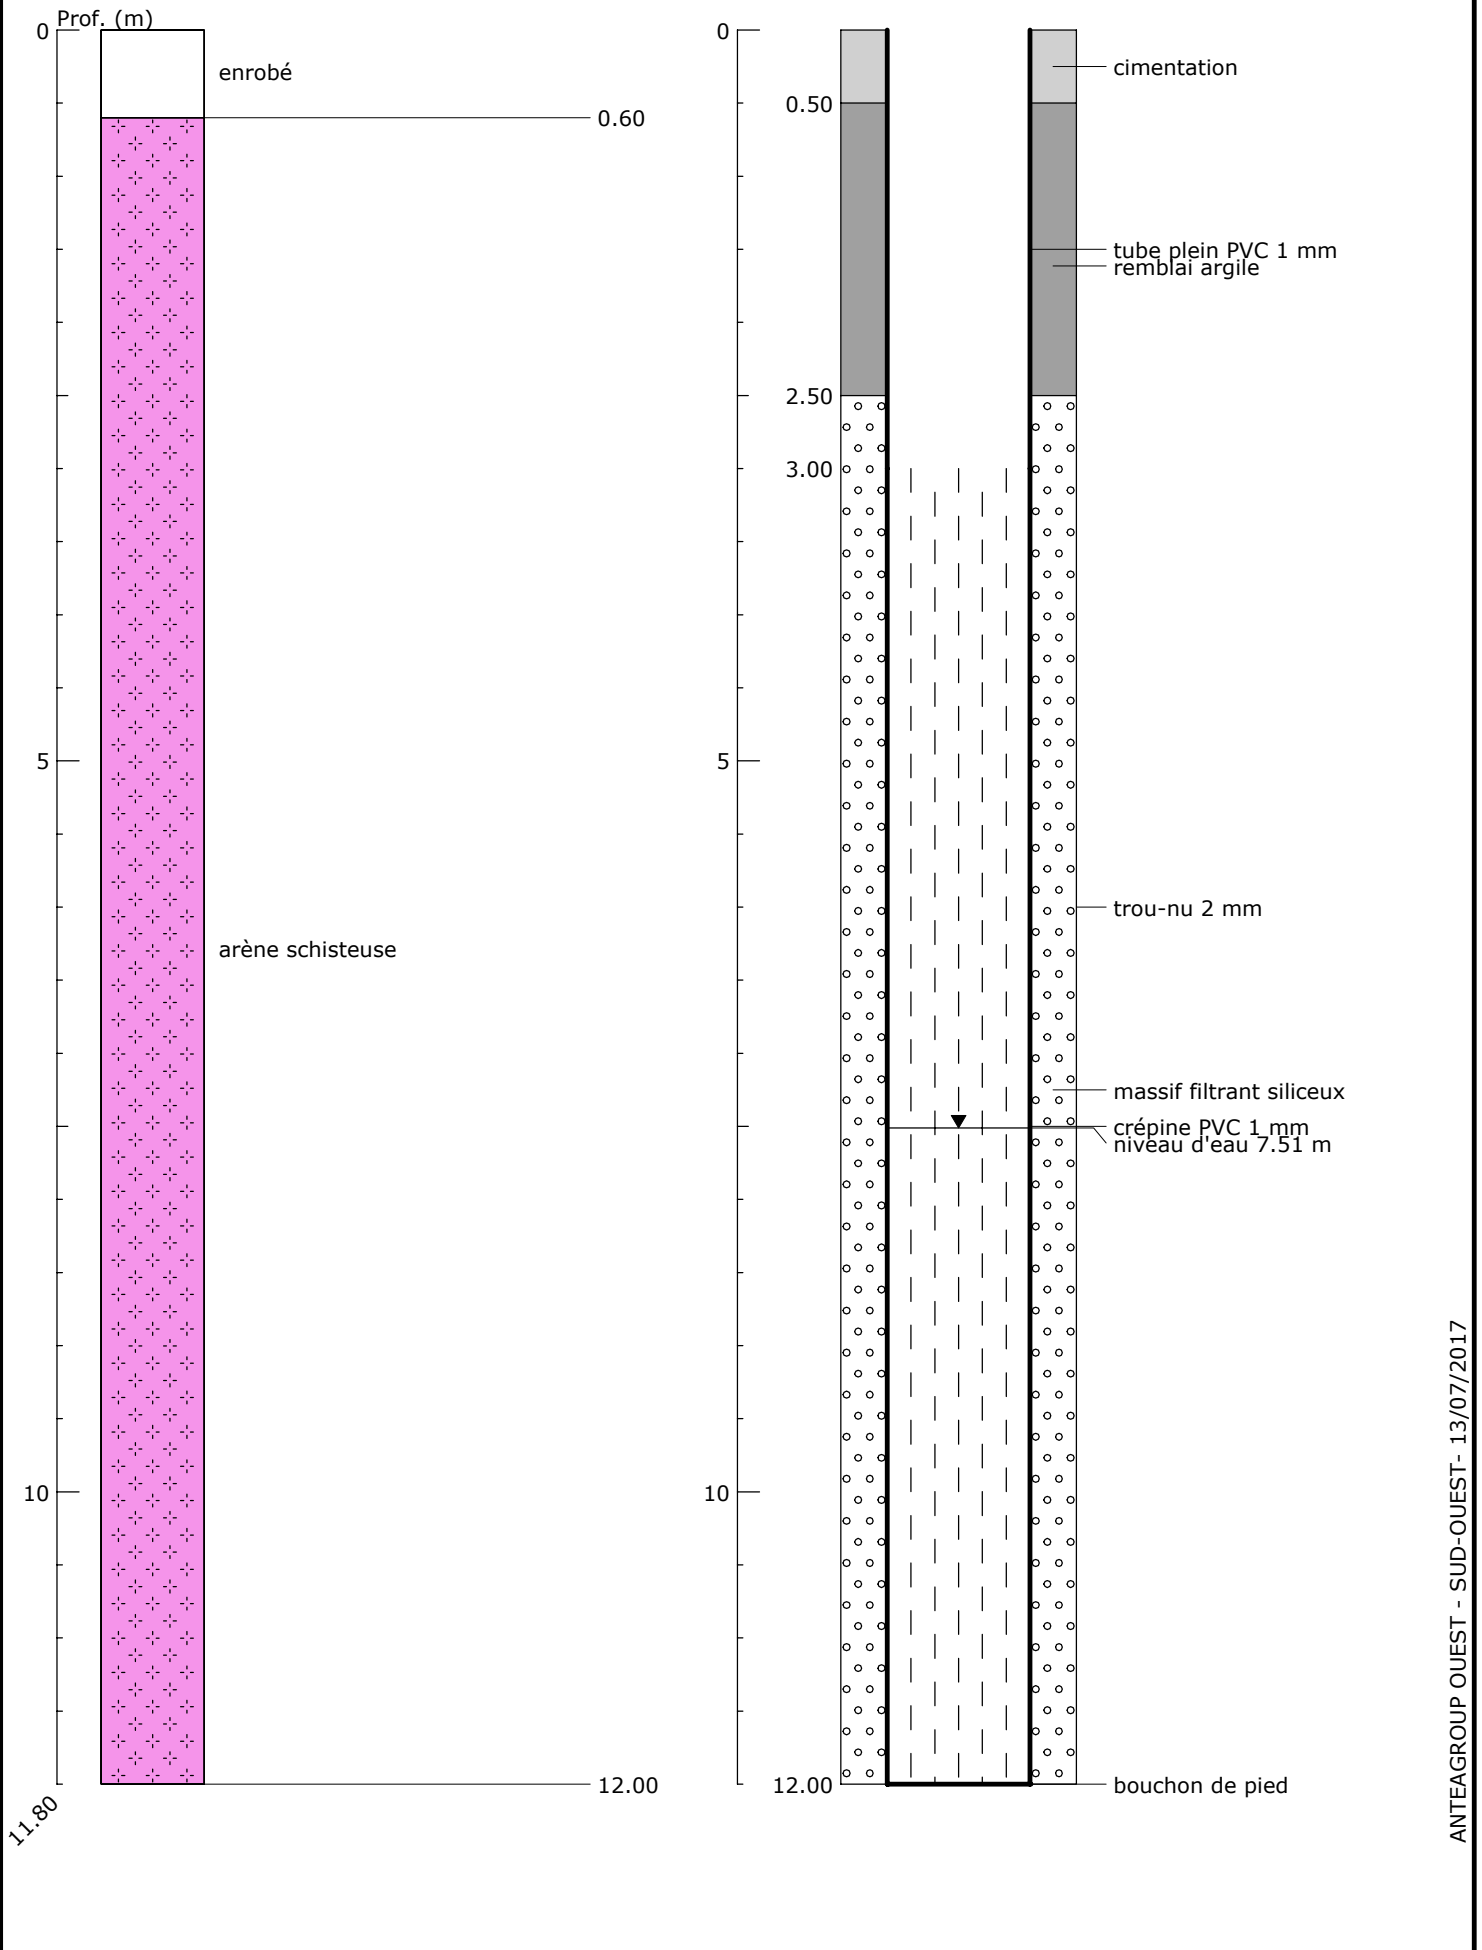 Prof. (m)
0
enrobé
0.60
5
arène schisteuse
10
12.00
11.80
0
cimentation
0.50
tube plein PVC 1 mm
remblai argile
2.50
3.00
5
trou-nu 2 mm
massif filtrant siliceux
crépine PVC 1 mm
niveau d'eau 7.51 m
10
12.00
bouchon de pied
ANTEAGROUP OUEST - SUD-OUEST- 13/07/2017